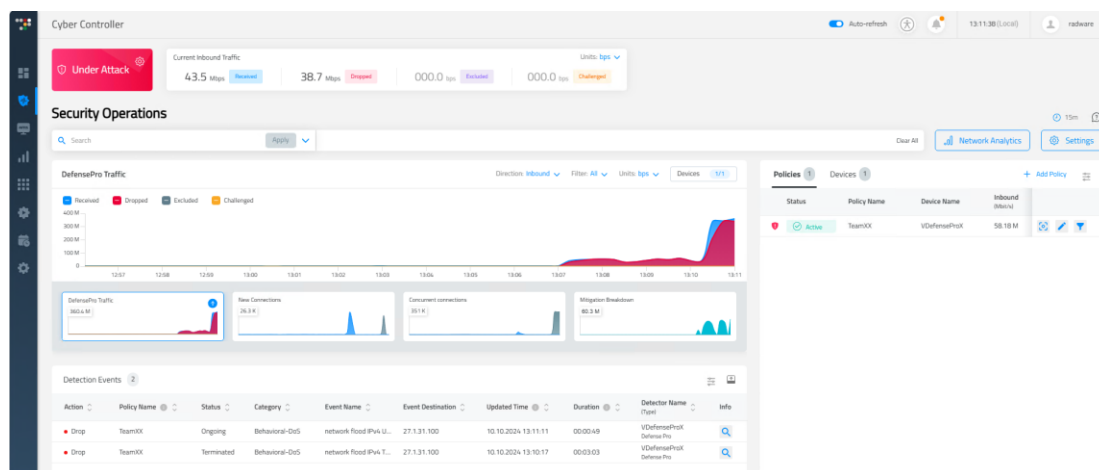 Cyber Controller
Auto-refresh
13:11:38 (Local)
radware
Under Attack
Current Inbound Traffic
Units: bps
43.5 Mbps Received
38.7 Mbps Dropped
000.0 bps Excluded
000.0 bps Challenged
Security Operations
15m
Search
Apply
Clear All
Network Analytics
Settings
DefensePro Traffic
Direction: Inbound
Filter: All
Units: bps
Devices 1/1
Received
Dropped
Excluded
Challenged
400 M
300 M
200 M
100 M
0
12:57 12:58 12:59 13:00 13:01 13:02 13:03 13:04 13:05 13:06 13:07 13:08 13:09 13:10 13:11
DefensePro Traffic
360.4 M
1
New Connections
26.3 K
Concurrent connections
351 K
Mitigation Breakdown
80.3 M
Policies 1
Devices 1
+ Add Policy
Status Policy Name Device Name Inbound (Mbit/s)
Active TeamXX VDefenseProX 58.18 M
Detection Events 2
Action Policy Name Status Category Event Name Event Destination Updated Time Duration Detector Name (Type) Info
Drop TeamXX Ongoing Behavioral-DoS network flood IPv4 U... 27.1.31.100 10.10.2024 13:11:11 00:00:49 VDefenseProX
Defense Pro
Drop TeamXX Terminated Behavioral-DoS network flood IPv4 T... 27.1.31.100 10.10.2024 13:10:17 00:03:03 VDefenseProX
Defense Pro